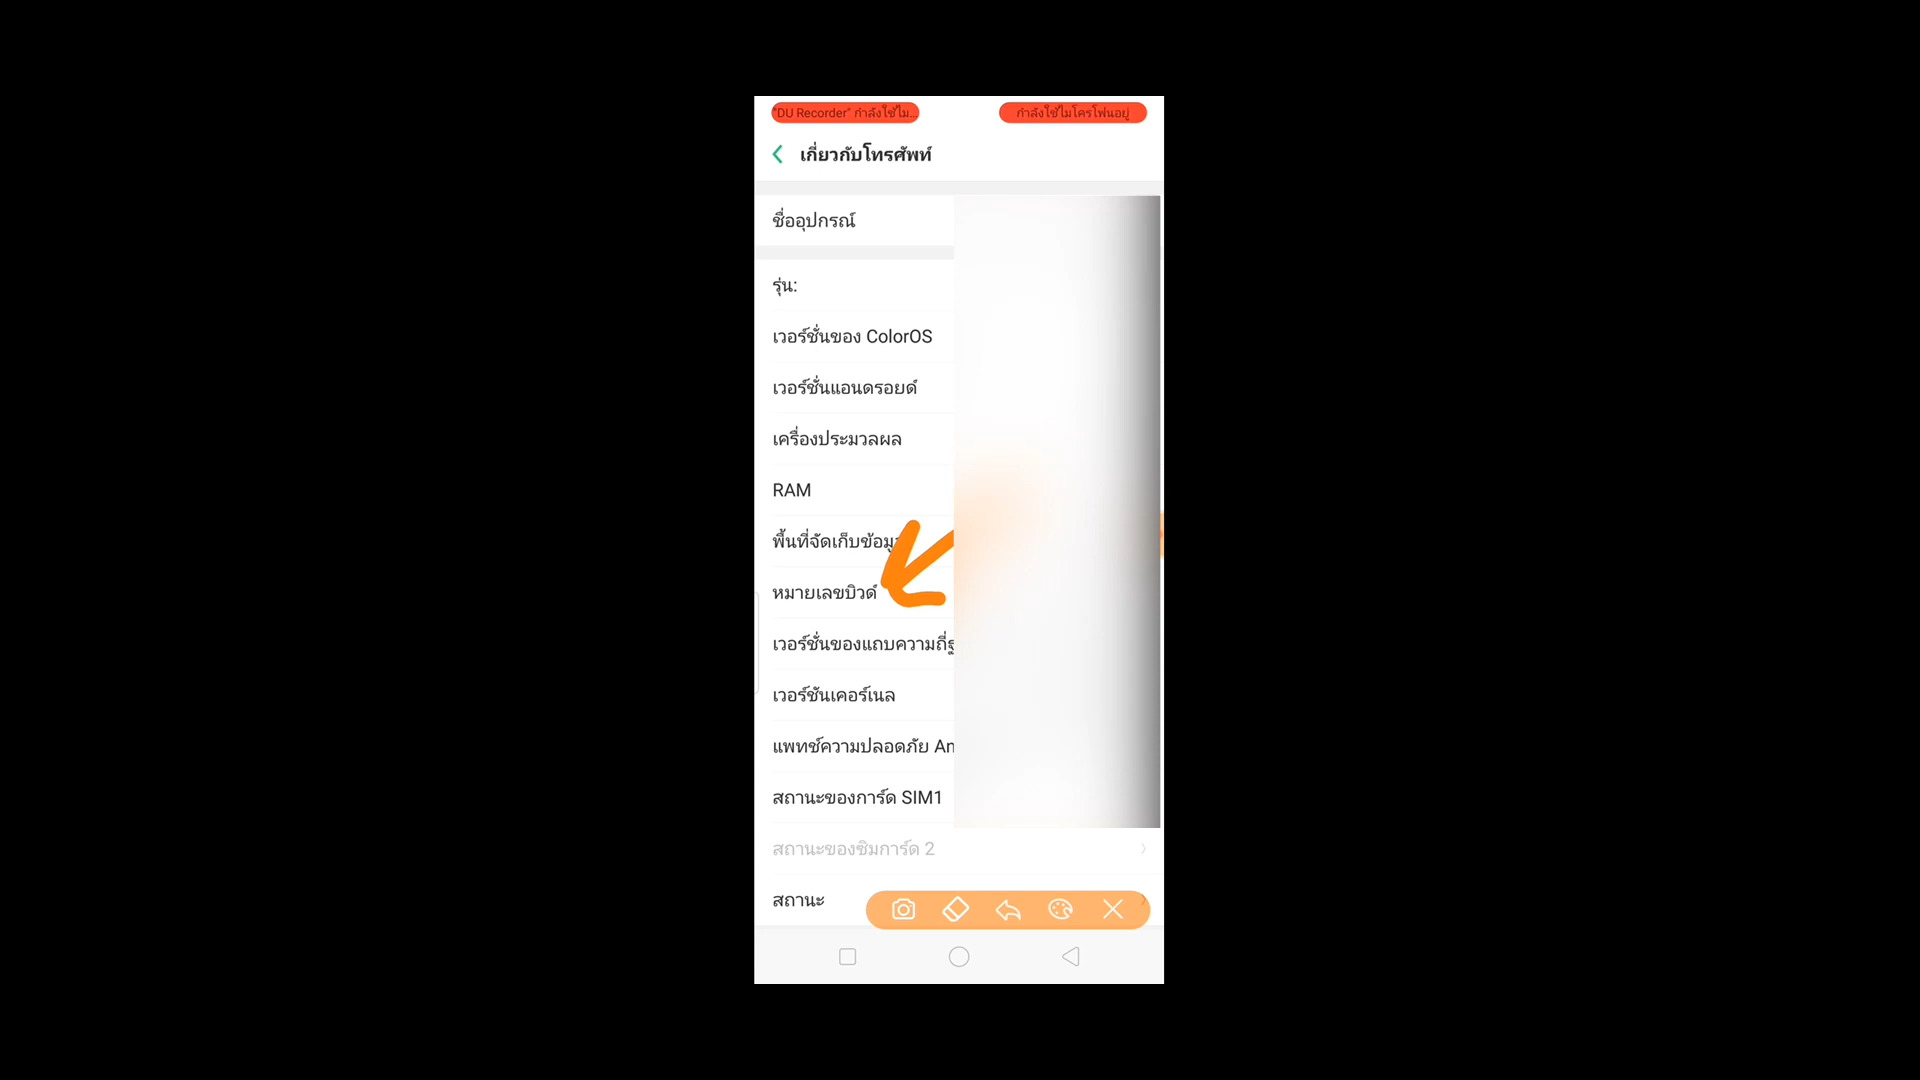 "DU Recorder" กำลังใช้ไม...
กำลังใช้ไมโครโฟนอยู่
เกี่ยวกับโทรศัพท์
ชื่ออุปกรณ์
รุ่น:
เวอร์ชั่นของ ColorOS
เวอร์ชั่นแอนดรอยด์
เครื่องประมวลผล
RAM
พื้นที่จัดเก็บข้อมู
หมายเลขบิวด์
เวอร์ชั่นของแถบความถี่ฐ
เวอร์ชันเคอร์เนล
แพทช์ความปลอดภัย An
สถานะของการ์ด SIM1
สถานะของซิมการ์ด 2
สถานะ